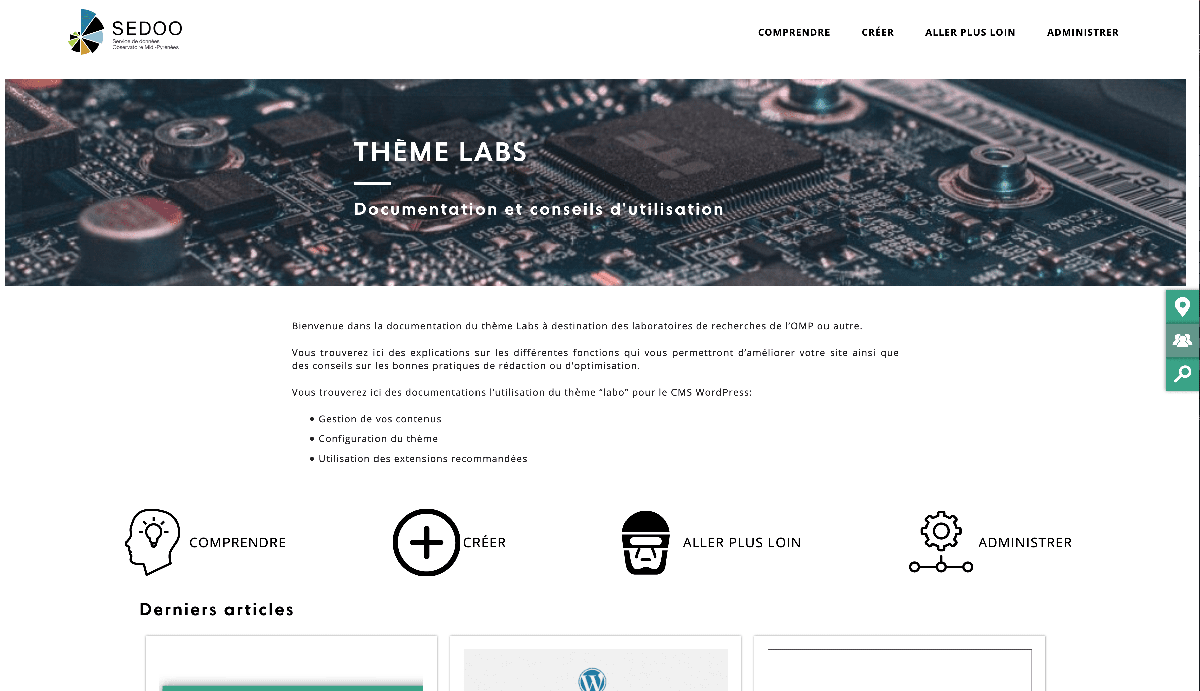 SEDOO
Service de données
Observatoire Midi-Pyrénées
COMPRENDRE
CRÉER
ALLER PLUS LOIN
ADMINISTRER
THÈME LABS
Documentation et conseils d'utilisation
Bienvenue dans la documentation du thème Labs à destination des laboratoires de recherches de l’OMP ou autre.
Vous trouverez ici des explications sur les différentes fonctions qui vous permettront d’améliorer votre site ainsi que
des conseils sur les bonnes pratiques de rédaction ou d’optimisation.
Vous trouverez ici des documentations l’utilisation du thème “labo” pour le CMS WordPress:
• Gestion de vos contenus
• Configuration du thème
• Utilisation des extensions recommandées
COMPRENDRE
CRÉER
ALLER PLUS LOIN
ADMINISTRER
Derniers articles